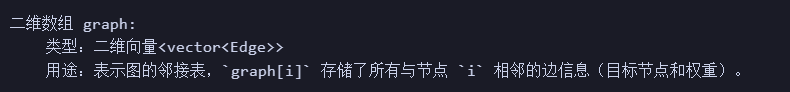 二维数组 graph:
类型: 二维向量<vector<Edge>>
用途: 表示图的邻接表，`graph[i]` 存储了所有与节点 `i` 相邻的边信息（目标节点和权重）。